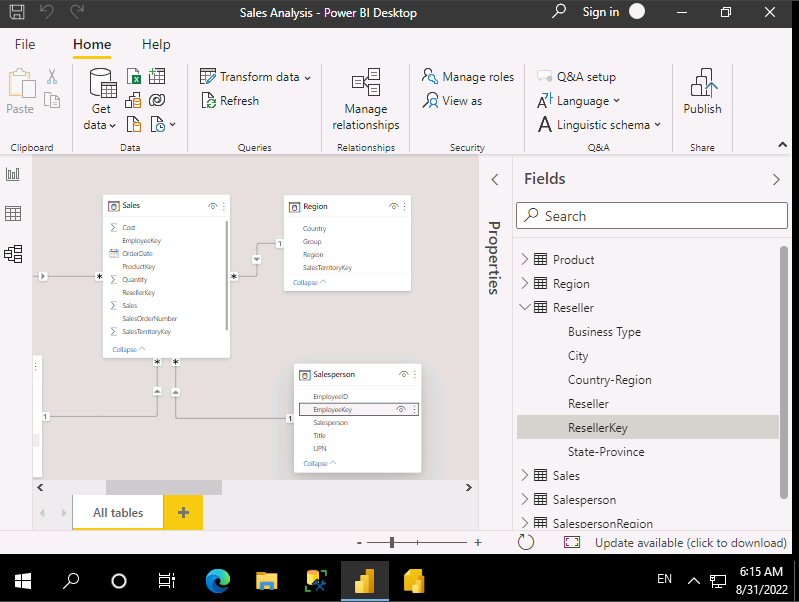 Sales Analysis - Power BI Desktop
Sign in
File
Home
Help
Paste
Get data
Transform data
Refresh
Manage relationships
Manage roles
View as
Q&A setup
Language
Linguistic schema
Publish
Clipboard
Data
Queries
Relationships
Security
Q&A
Share
Sales
Σ Cost
EmployeeKey
OrderDate
ProductKey
Σ Quantity
ResellerKey
Σ Sales
SalesOrderNumber
Σ SalesTerritoryKey
Collapse
Region
Country
Group
Region
SalesTerritoryKey
Collapse
*
*
1
*
*
1
1
Salesperson
EmployeeID
EmployeeKey
Salesperson
Title
UPN
Collapse
Properties
Fields
Search
Product
Region
Reseller
Business Type
City
Country-Region
Reseller
ResellerKey
State-Province
Sales
Salesperson
SalespersonRegion
All tables
+
- +
Update available (click to download)
EN
6:15 AM
8/31/2022